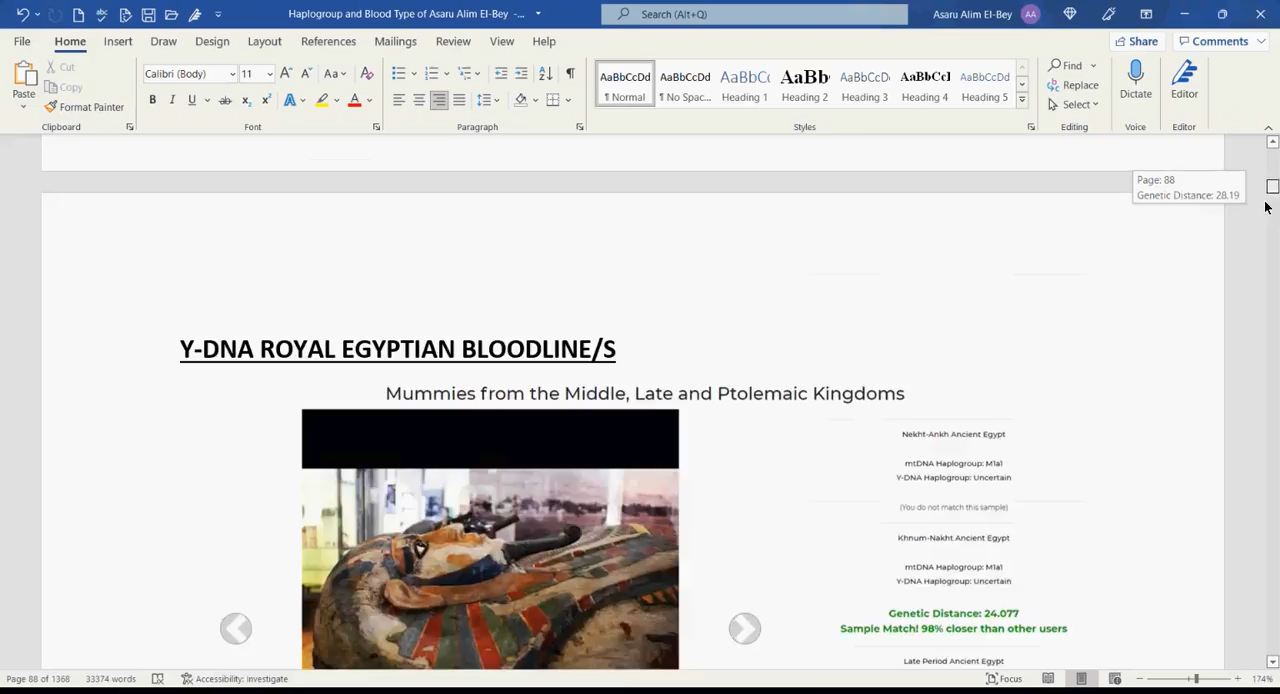 Haplogroup and Blood Type of Asaru Alim El-Bey -...
Search (Alt+Q)
Asaru Alim El-Bey
AA
File
Home
Insert
Draw
Design
Layout
References
Mailings
Review
View
Help
Share
Comments
Paste
Cut
Copy
Format Painter
Calibri (Body)
11
Aa
B I U ab x₂ x²
A
A
AaBbCcDd
¶ Normal
AaBbCcDd
¶ No Spac...
AaBbCc
Heading 1
AaBb
Heading 2
AaBbCcDd
Heading 3
AaBbCcI
Heading 4
AaBbCcDd
Heading 5
Find
Replace
Select
Dictate
Editor
Clipboard
Font
Paragraph
Styles
Editing
Voice
Editor
Page: 88
Genetic Distance: 28.19
Y-DNA ROYAL EGYPTIAN BLOODLINE/S
Mummies from the Middle, Late and Ptolemaic Kingdoms
Nekht-Ankh Ancient Egypt
mtDNA Haplogroup: M1a1
Y-DNA Haplogroup: Uncertain
(You do not match this sample)
Khnum-Nakht Ancient Egypt
mtDNA Haplogroup: M1a1
Y-DNA Haplogroup: Uncertain
Genetic Distance: 24.077
Sample Match! 98% closer than other users
Late Period Ancient Egypt
Page 88 of 1368
33374 words
Accessibility: Investigate
Focus
174%